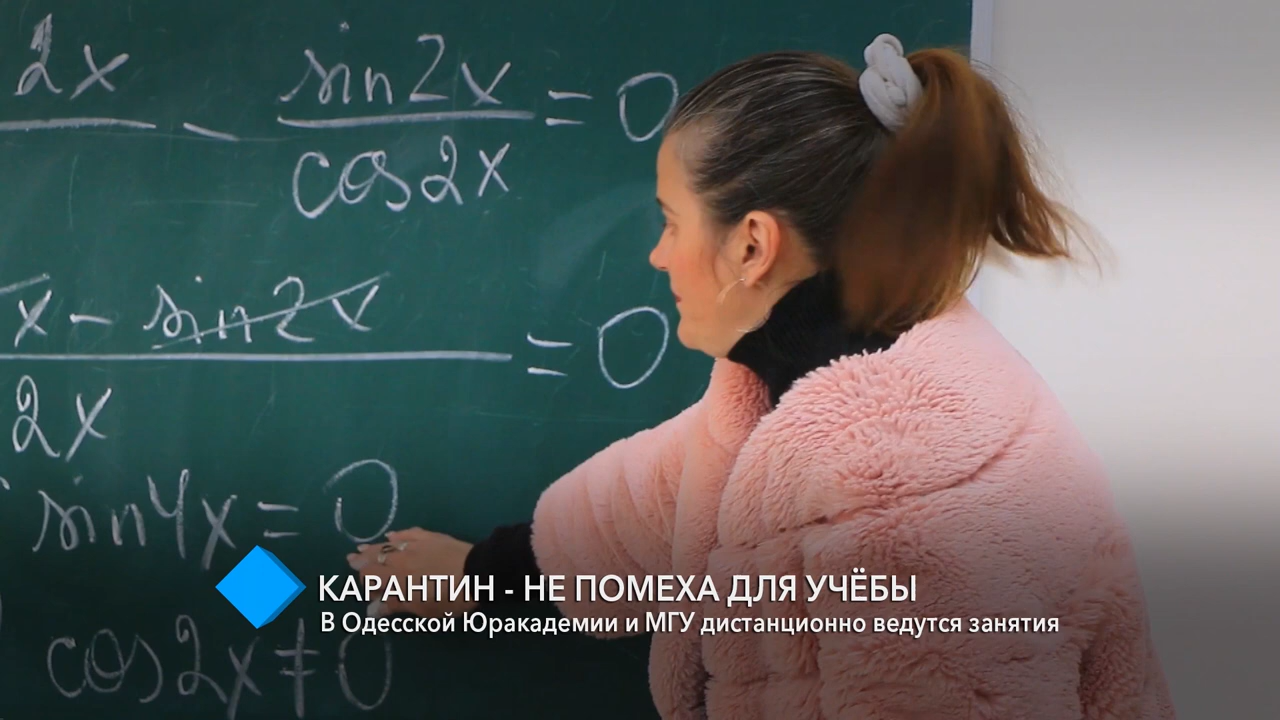 2x - sin2x / cos2x = 0
x - sin2x / 2x = 0
sin4x = 0
КАРАНТИН - НЕ ПОМЕХА ДЛЯ УЧЁБЫ
В Одесской Юракадемии и МГУ дистанционно ведутся занятия
cos2x ≠ 0